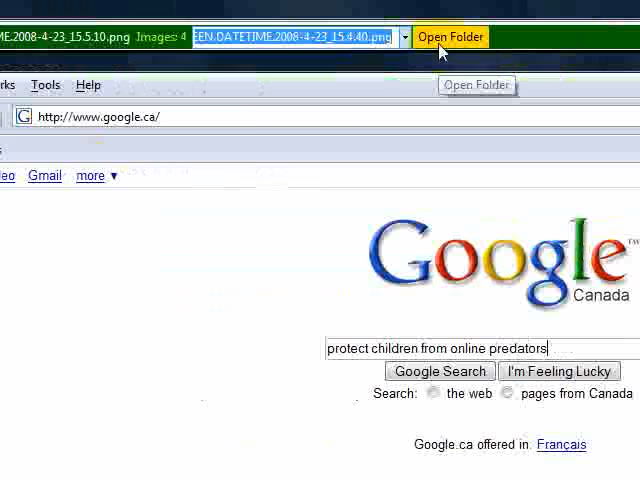 ME.2008-4-23_15.5.10.png Images: 4 EEN.DATETIME.2008-4-23_15.4.40.png Open Folder
rks Tools Help Open Folder
http://www.google.ca/
eo Gmail more ▼
Google™
Canada
protect children from online predators
Google Search I'm Feeling Lucky
Search: the web pages from Canada
Google.ca offered in: Français